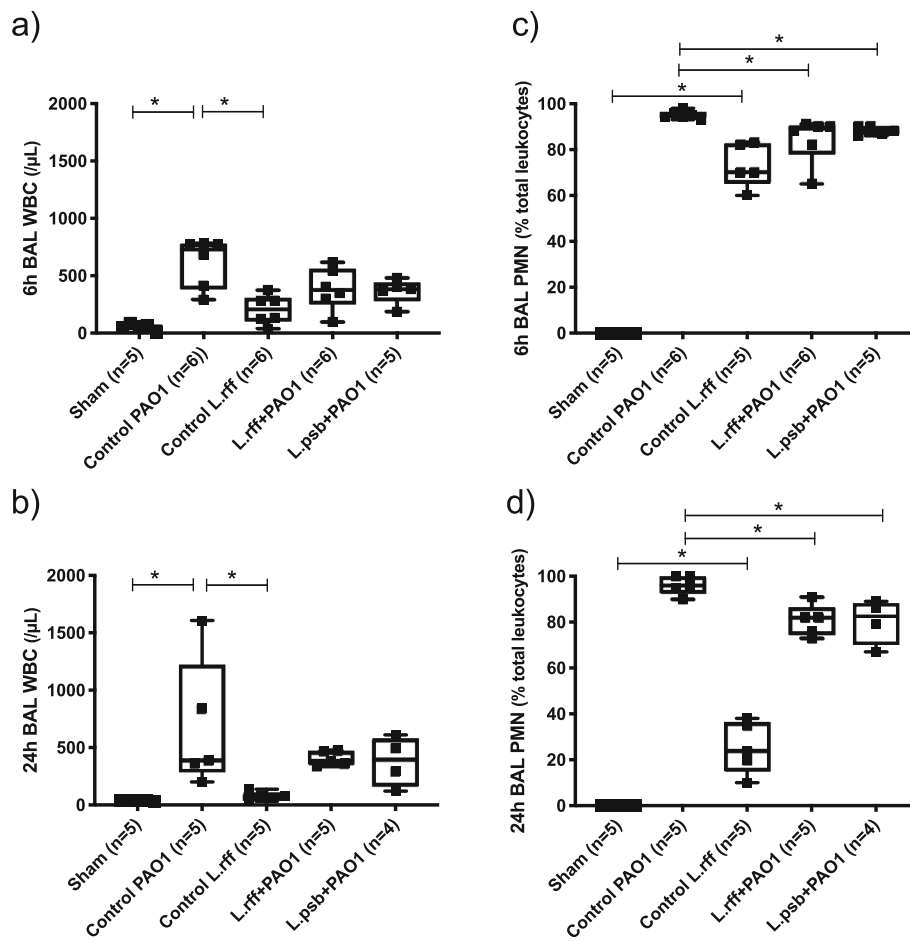 a)
*
*
2000
1500
1000
500
0
6h BAL WBC (/µL)
Sham (n=5)
Control PAO1 (n=6))
Control L.rff (n=6)
L.rff+PAO1 (n=6)
L.psb+PAO1 (n=5)
c)
*
*
*
100
80
60
40
20
0
6h BAL PMN (% total leukocytes)
Sham (n=5)
Control PAO1 (n=6)
Control L.rff (n=5)
L.rff+PAO1 (n=6)
L.psb+PAO1 (n=5)
b)
*
*
2000
1500
1000
500
0
24h BAL WBC (/µL)
Sham (n=5)
Control PAO1 (n=5)
Control L.rff (n=5)
L.rff+PAO1 (n=5)
L.psb+PAO1 (n=4)
d)
*
*
*
100
80
60
40
20
0
24h BAL PMN (% total leukocytes)
Sham (n=5)
Control PAO1 (n=5)
Control L.rff (n=5)
L.rff+PAO1 (n=5)
L.psb+PAO1 (n=4)